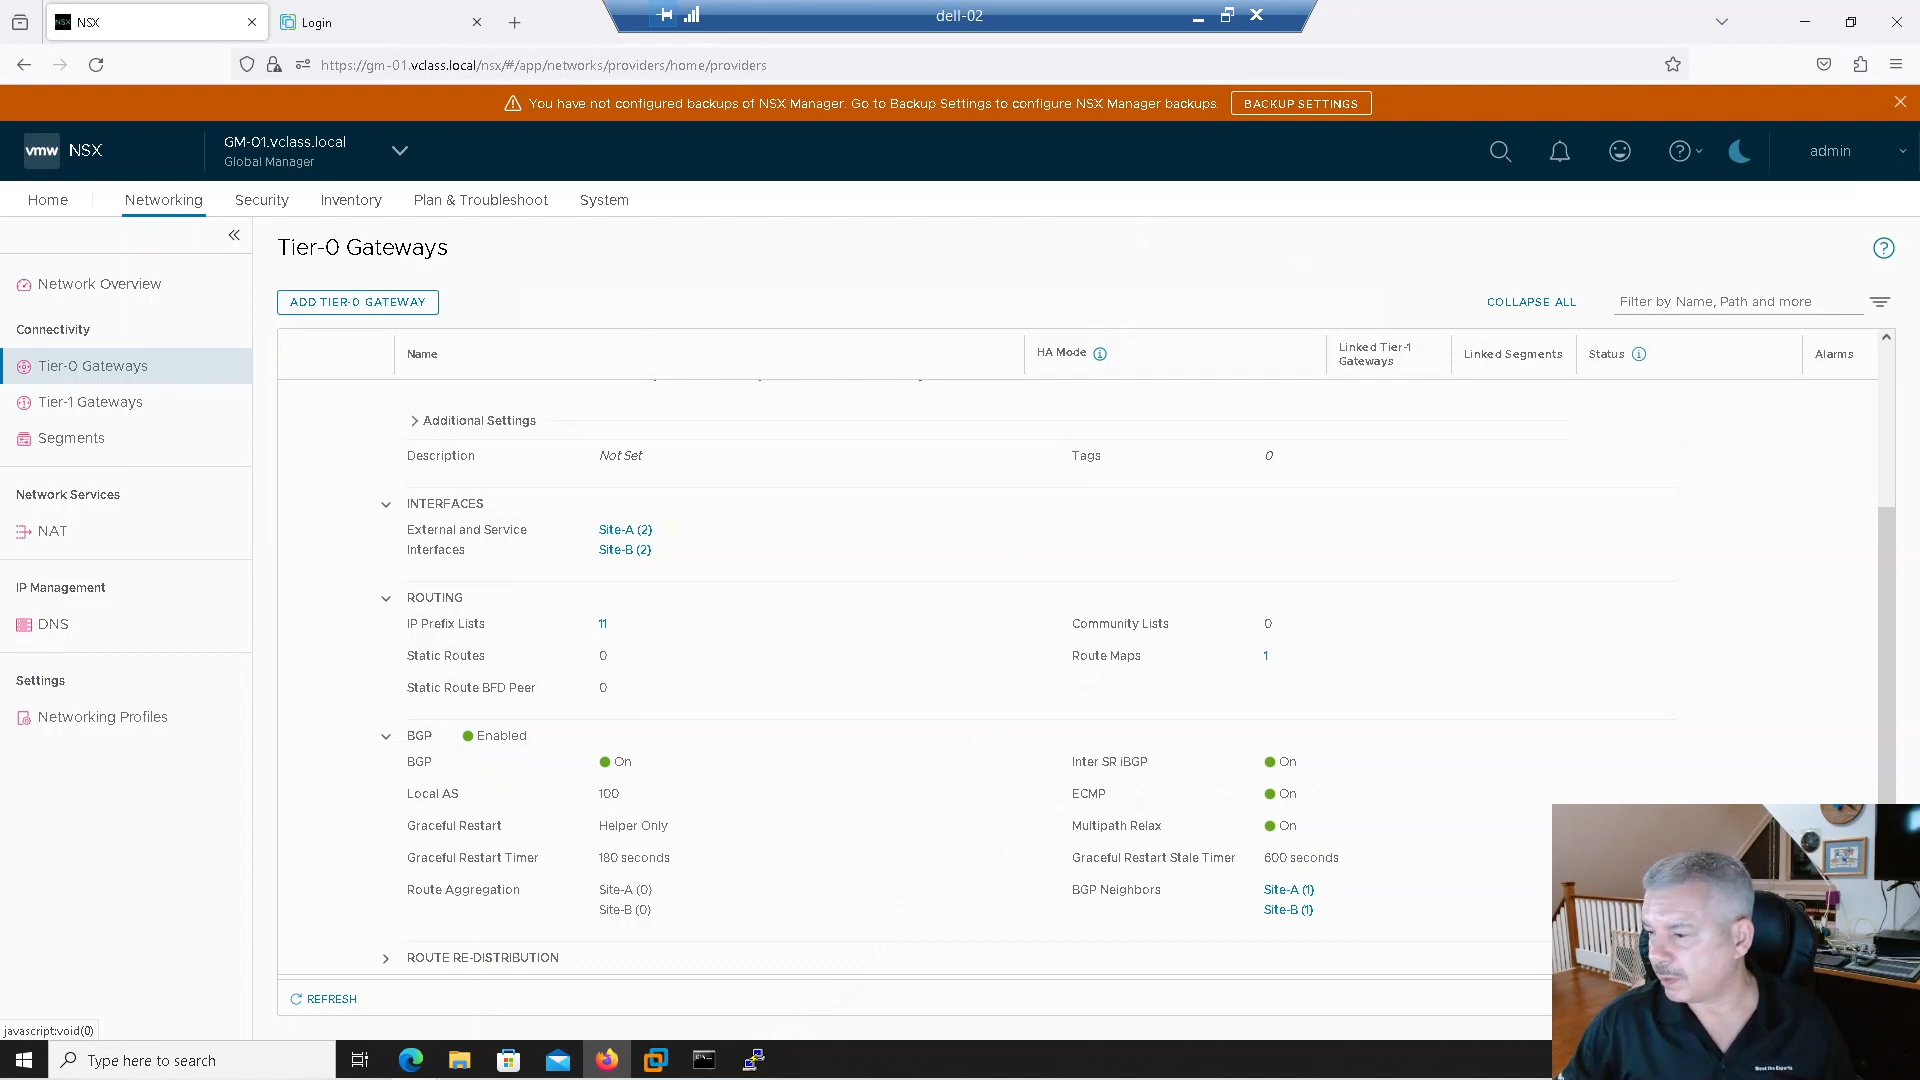 NSX
Login
dell-02
https://gm-01.vclass.local/nsx/#/app/networks/providers/home/providers
You have not configured backups of NSX Manager. Go to Backup Settings to configure NSX Manager backups.
BACKUP SETTINGS
vmw NSX
GM-01.vclass.local
Global Manager
admin
Home
Networking
Security
Inventory
Plan & Troubleshoot
System
Network Overview
Connectivity
Tier-0 Gateways
Tier-1 Gateways
Segments
Network Services
NAT
IP Management
DNS
Settings
Networking Profiles
Tier-0 Gateways
ADD TIER-0 GATEWAY
COLLAPSE ALL
Filter by Name, Path and more
Name
HA Mode
Linked Tier-1
Gateways
Linked Segments
Status
Alarms
Additional Settings
Description Not Set Tags 0
INTERFACES
External and Service Site-A (2)
Interfaces Site-B (2)
ROUTING
IP Prefix Lists 11 Community Lists 0
Static Routes 0 Route Maps 1
Static Route BFD Peer 0
BGP Enabled
BGP On Inter SR iBGP On
Local AS 100 ECMP On
Graceful Restart Helper Only Multipath Relax On
Graceful Restart Timer 180 seconds Graceful Restart Stale Timer 600 seconds
Route Aggregation Site-A (0) BGP Neighbors Site-A (1)
Site-B (0) Site-B (1)
ROUTE RE-DISTRIBUTION
REFRESH
javascript:void(0)
Type here to search